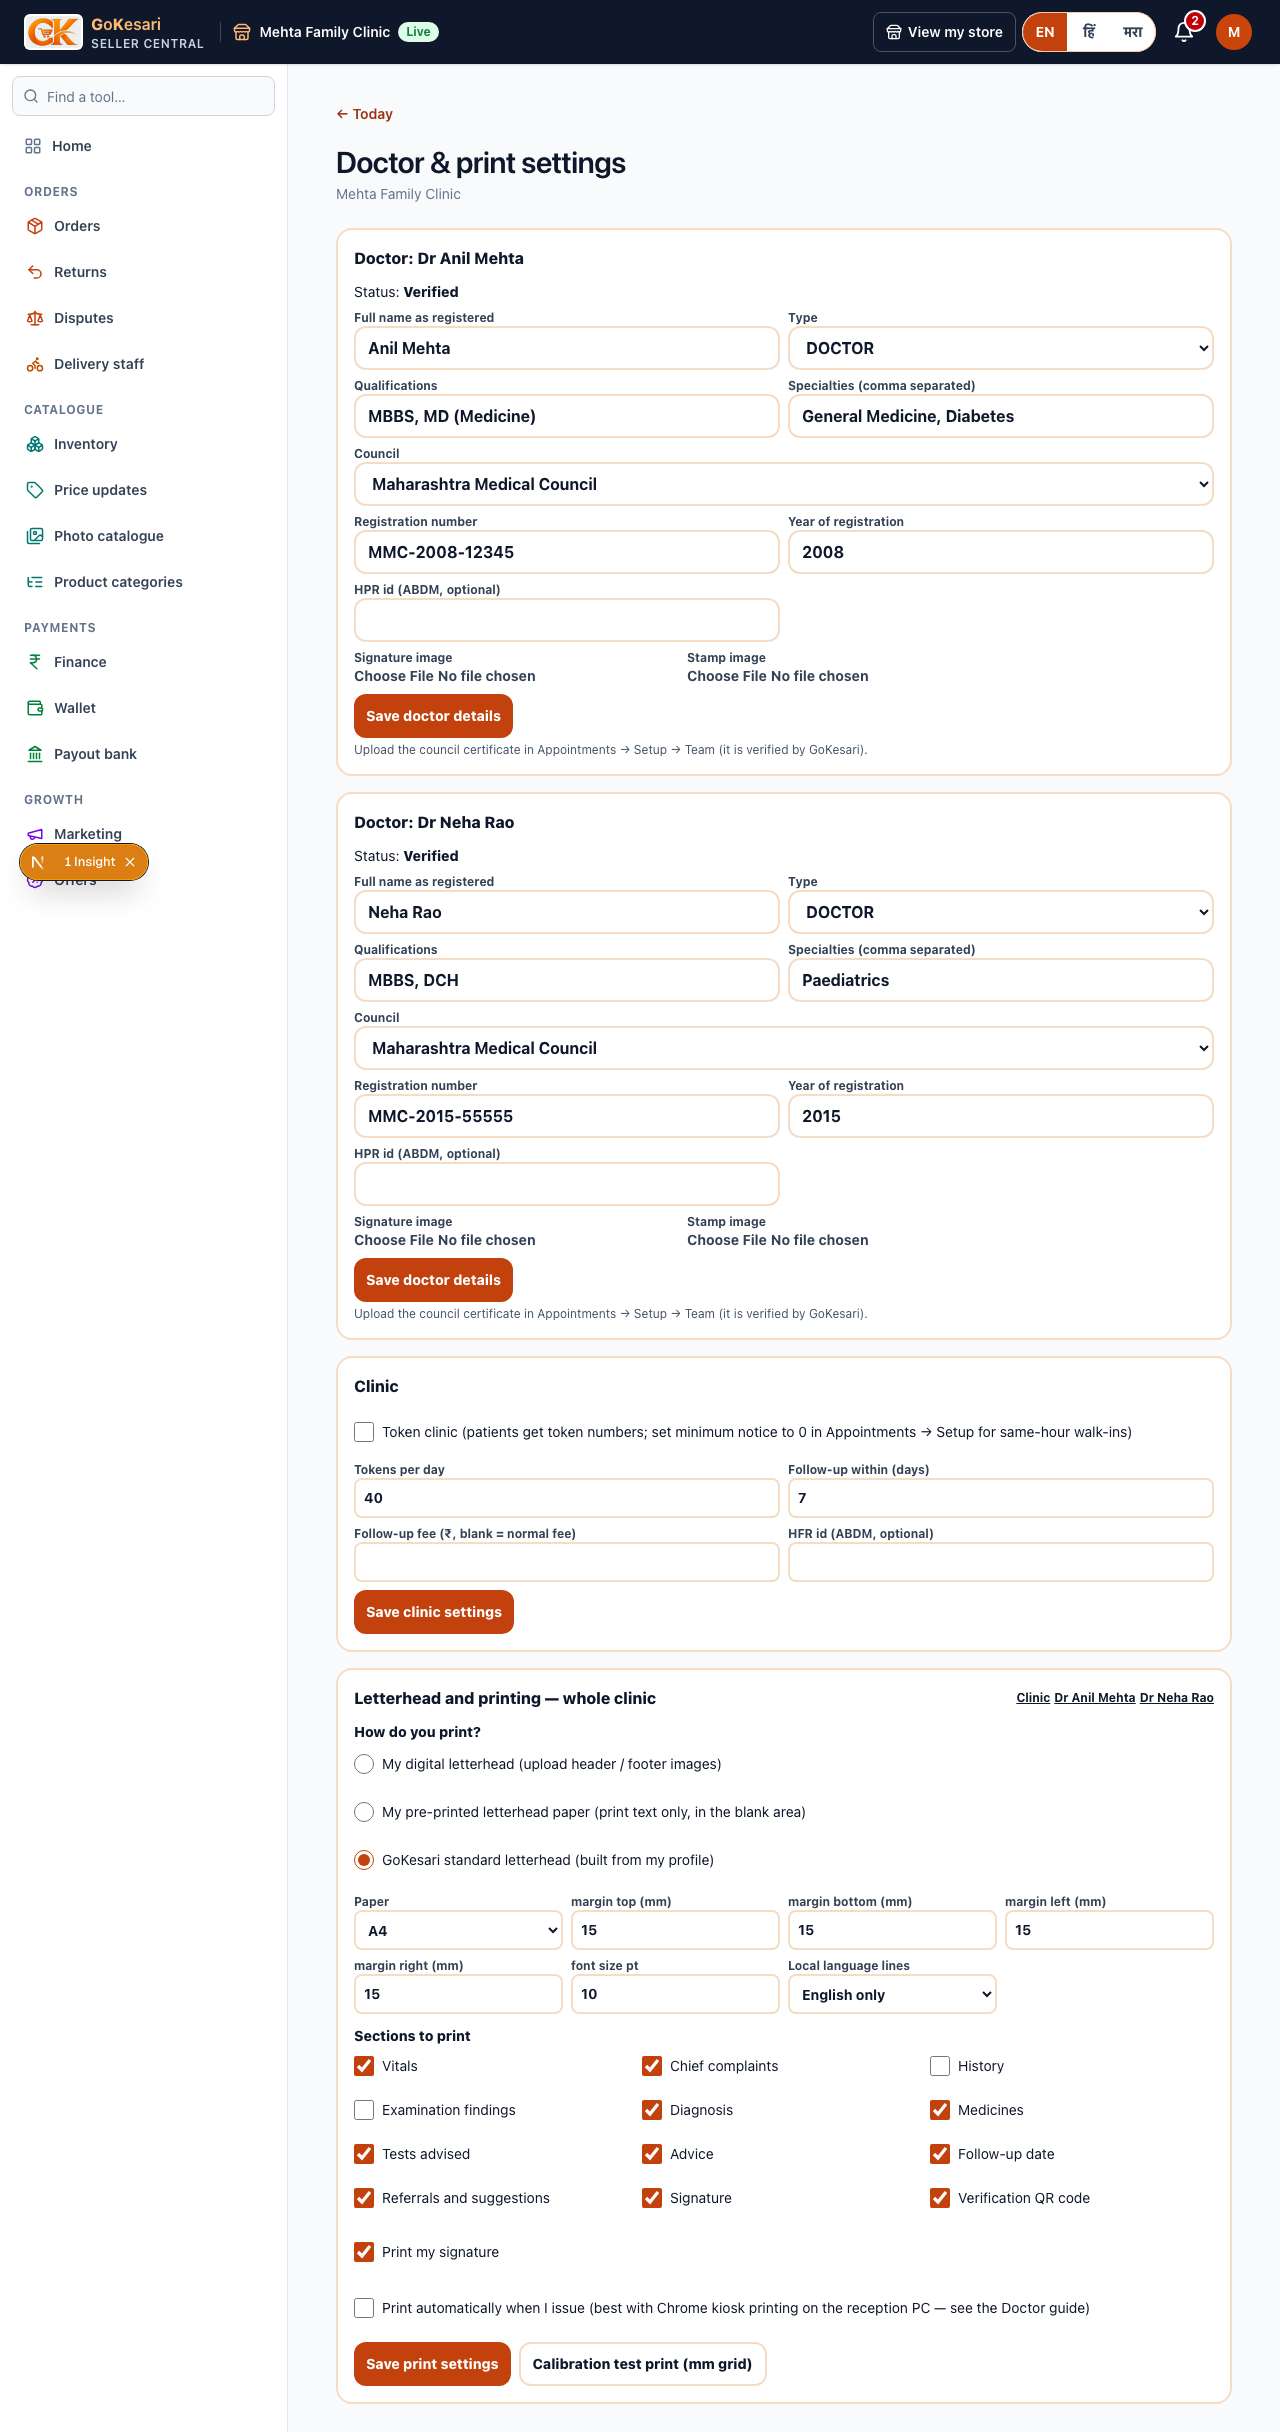 GoKesari
SELLER CENTRAL
Mehta Family Clinic
Live
View my store
EN
हिं
मरा
2
M
Find a tool...
Home
ORDERS
Orders
Returns
Disputes
Delivery staff
CATALOGUE
Inventory
Price updates
Photo catalogue
Product categories
PAYMENTS
Finance
Wallet
Payout bank
GROWTH
Marketing
1 Insight
Offers
← Today
Doctor & print settings
Mehta Family Clinic
Doctor: Dr Anil Mehta
Status: Verified
Full name as registered
Type
Anil Mehta
DOCTOR
Qualifications
Specialties (comma separated)
MBBS, MD (Medicine)
General Medicine, Diabetes
Council
Maharashtra Medical Council
Registration number
Year of registration
MMC-2008-12345
2008
HPR id (ABDM, optional)
Signature image
Stamp image
Choose File No file chosen
Choose File No file chosen
Save doctor details
Upload the council certificate in Appointments → Setup → Team (it is verified by GoKesari).
Doctor: Dr Neha Rao
Status: Verified
Full name as registered
Type
Neha Rao
DOCTOR
Qualifications
Specialties (comma separated)
MBBS, DCH
Paediatrics
Council
Maharashtra Medical Council
Registration number
Year of registration
MMC-2015-55555
2015
HPR id (ABDM, optional)
Signature image
Stamp image
Choose File No file chosen
Choose File No file chosen
Save doctor details
Upload the council certificate in Appointments → Setup → Team (it is verified by GoKesari).
Clinic
Token clinic (patients get token numbers; set minimum notice to 0 in Appointments → Setup for same-hour walk-ins)
Tokens per day
Follow-up within (days)
40
7
Follow-up fee (₹, blank = normal fee)
HFR id (ABDM, optional)
Save clinic settings
Letterhead and printing — whole clinic
Clinic Dr Anil Mehta Dr Neha Rao
How do you print?
My digital letterhead (upload header / footer images)
My pre-printed letterhead paper (print text only, in the blank area)
GoKesari standard letterhead (built from my profile)
Paper
margin top (mm)
margin bottom (mm)
margin left (mm)
A4
15
15
15
margin right (mm)
font size pt
Local language lines
15
10
English only
Sections to print
Vitals
Chief complaints
History
Examination findings
Diagnosis
Medicines
Tests advised
Advice
Follow-up date
Referrals and suggestions
Signature
Verification QR code
Print my signature
Print automatically when I issue (best with Chrome kiosk printing on the reception PC — see the Doctor guide)
Save print settings
Calibration test print (mm grid)